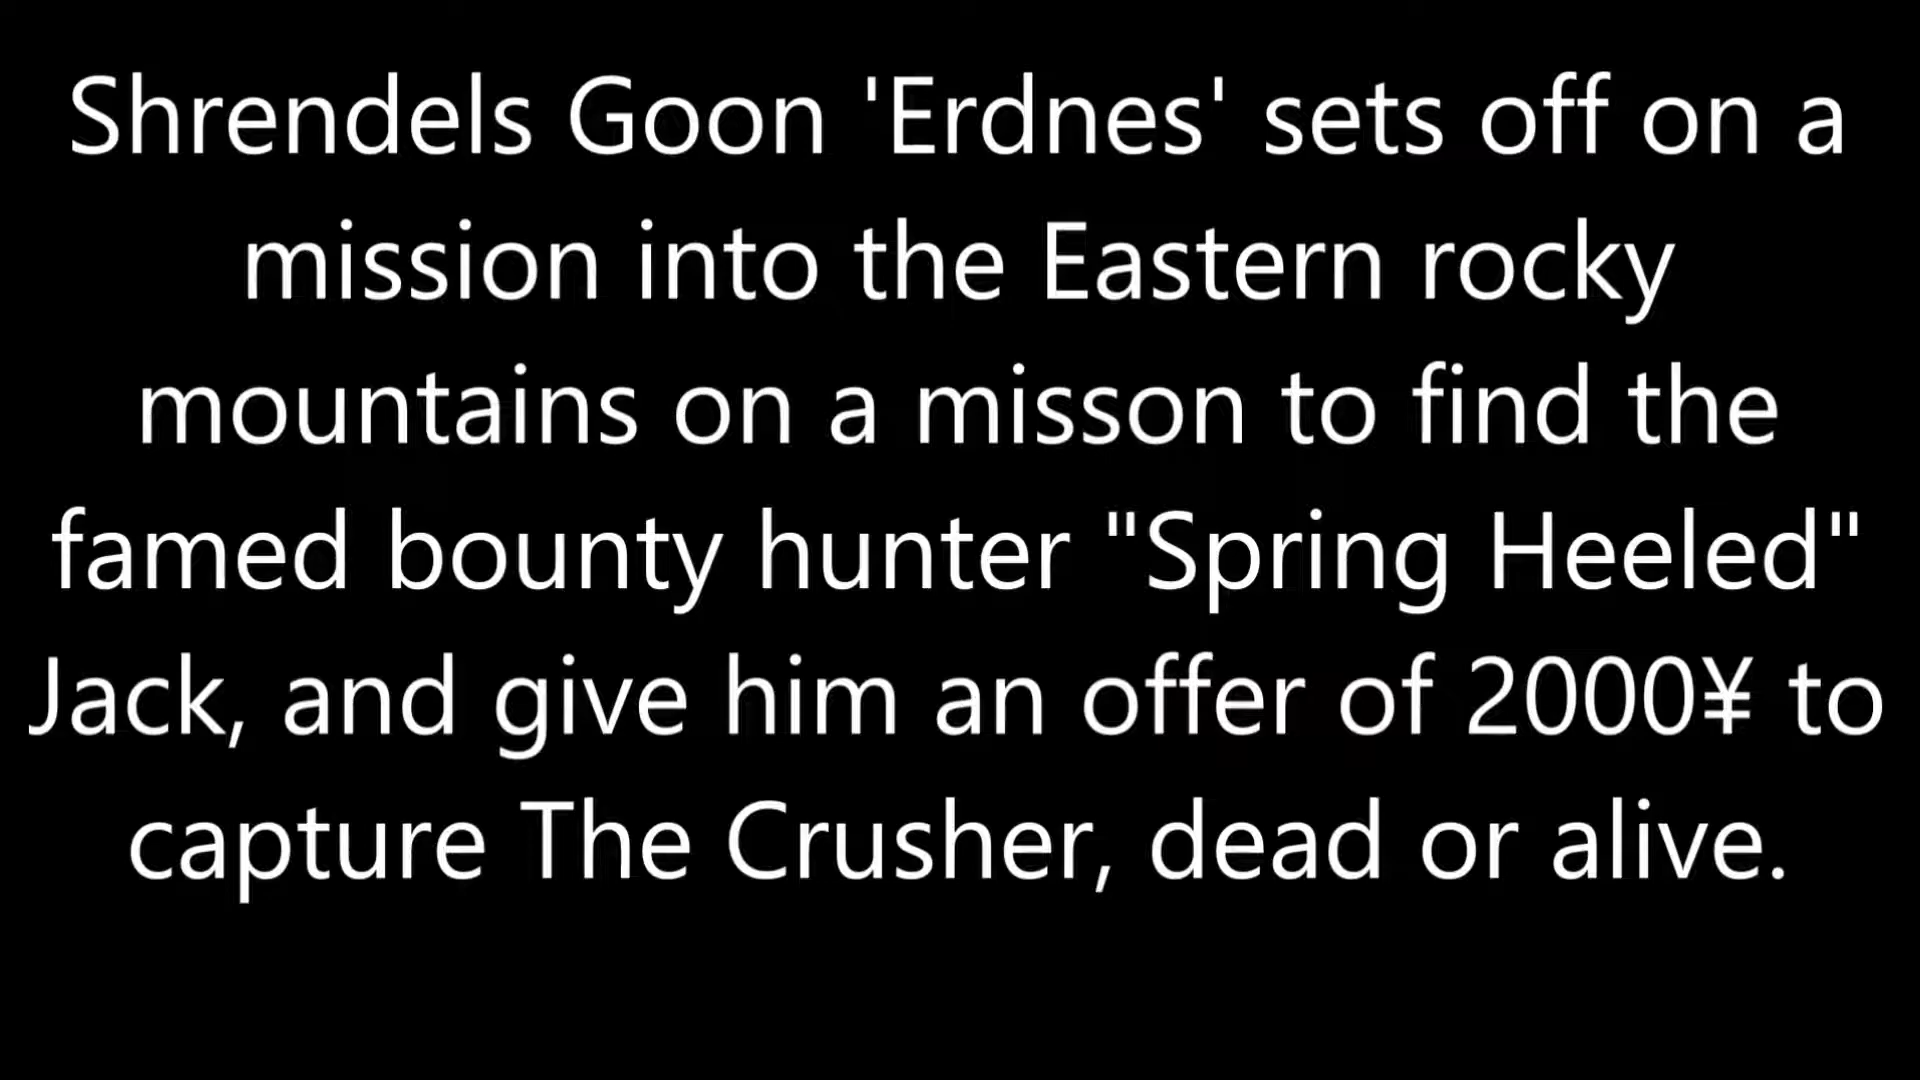 Shrendels Goon 'Erdnes' sets off on a
mission into the Eastern rocky
mountains on a misson to find the
famed bounty hunter "Spring Heeled"
Jack, and give him an offer of 2000¥ to
capture The Crusher, dead or alive.